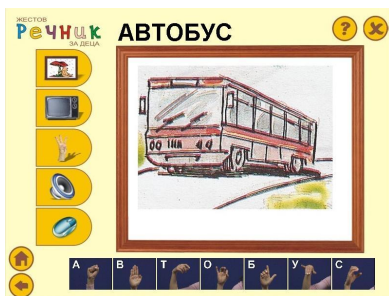 ЖЕСТОВ
РЕЧНИК
ЗА ДЕЦА
АВТОБУС
?
А В Т О Б У С